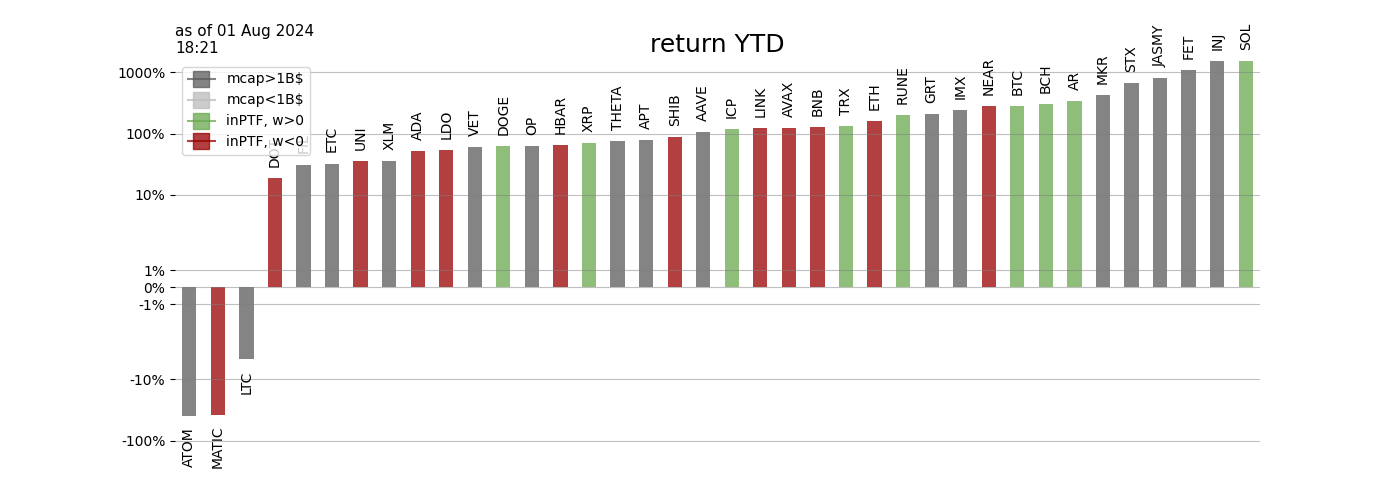 as of 01 Aug 2024
18:21
return YTD
mcap>1B$
mcap<1B$
inPTF, w>0
inPTF, w<0
1000%
100%
10%
1%
0%
-1%
-10%
-100%
ATOM
MATIC
LTC
ETC
UNI
XLM
ADA
LDO
VET
DOGE
OP
HBAR
XRP
THETA
APT
SHIB
AAVE
ICP
LINK
AVAX
BNB
TRX
ETH
RUNE
GRT
IMX
NEAR
BTC
BCH
AR
MKR
STX
JASMY
FET
INJ
SOL